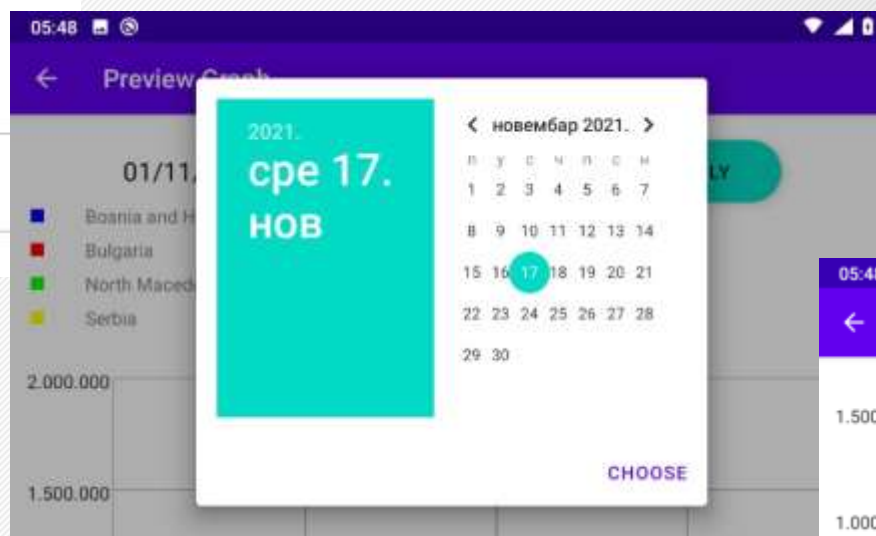 05:48
Preview
01/11,
LY
Bosnia and H
Bulgaria
North Maced
Serbia
2.000.000
1.500.000
2021.
сре 17.
нов
новембар 2021.
п у с ч п с н
1 2 3 4 5 6 7
8 9 10 11 12 13 14
15 16 17 18 19 20 21
22 23 24 25 26 27 28
29 30
CHOOSE
05:48
1.500
1.000